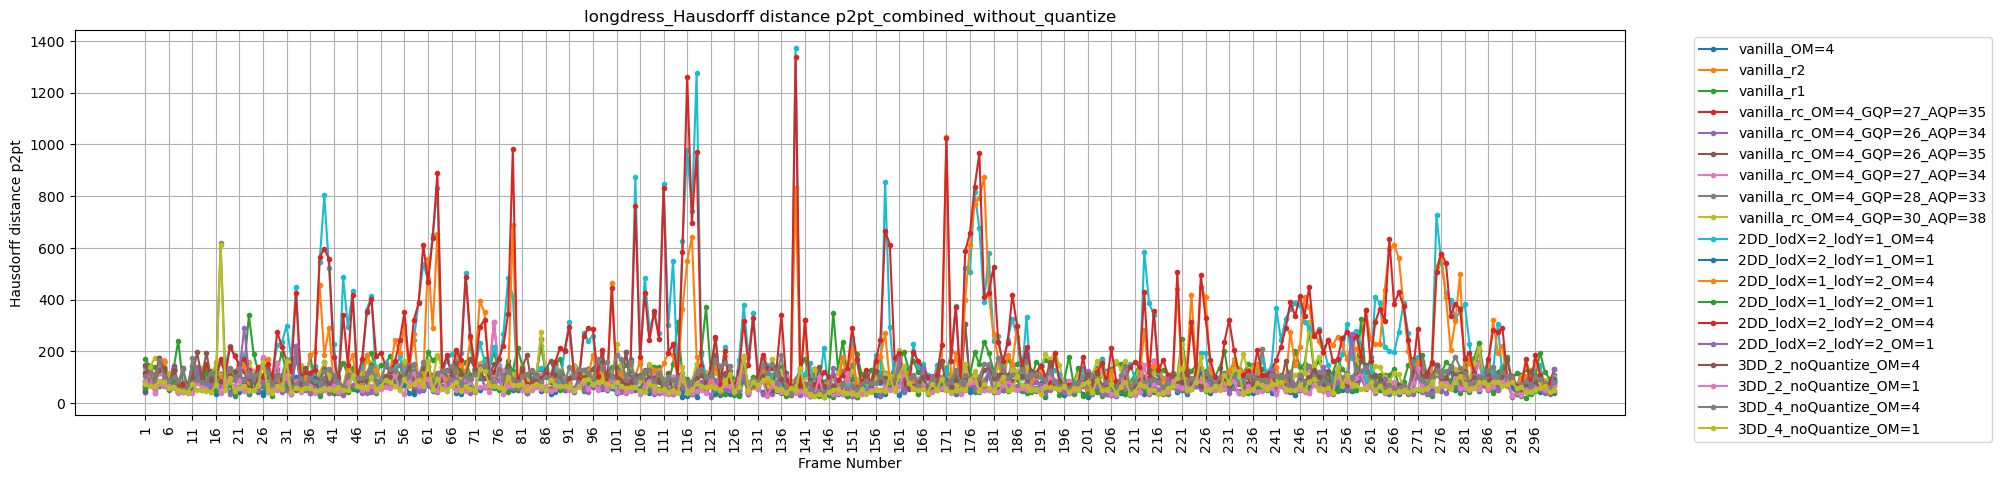 longdress_Hausdorff distance p2pt_combined_without_quantize
Hausdorff distance p2pt
1400
1200
1000
800
600
400
200
0
1 6 11 16 21 26 31 36 41 46 51 56 61 66 71 76 81 86 91 96 101 106 111 116 121 126 131 136 141 146 151 156 161 166 171 176 181 186 191 196 201 206 211 216 221 226 231 236 241 246 251 256 261 266 271 276 281 286 291 296
Frame Number
vanilla_OM=4
vanilla_r2
vanilla_r1
vanilla_rc_OM=4_GQP=27_AQP=35
vanilla_rc_OM=4_GQP=26_AQP=34
vanilla_rc_OM=4_GQP=26_AQP=35
vanilla_rc_OM=4_GQP=27_AQP=34
vanilla_rc_OM=4_GQP=28_AQP=33
vanilla_rc_OM=4_GQP=30_AQP=38
2DD_lodX=2_lodY=1_OM=4
2DD_lodX=2_lodY=1_OM=1
2DD_lodX=1_lodY=2_OM=4
2DD_lodX=1_lodY=2_OM=1
2DD_lodX=2_lodY=2_OM=4
2DD_lodX=2_lodY=2_OM=1
3DD_2_noQuantize_OM=4
3DD_2_noQuantize_OM=1
3DD_4_noQuantize_OM=4
3DD_4_noQuantize_OM=1